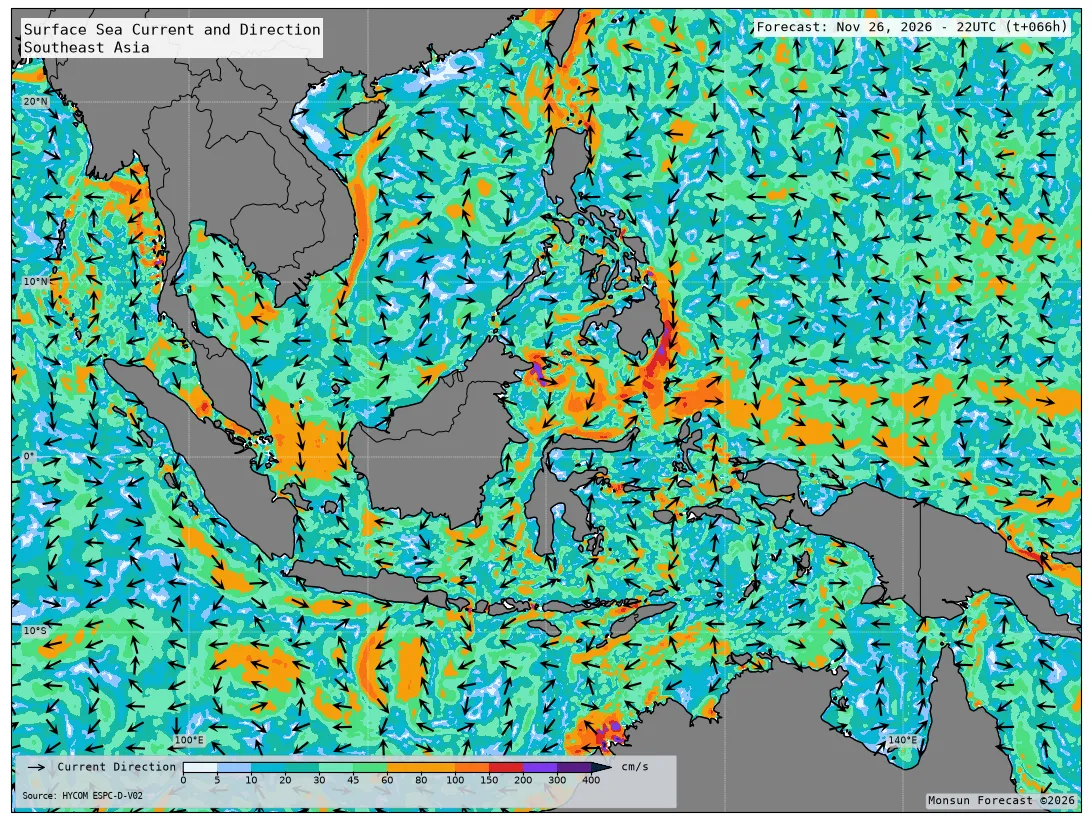 Surface Sea Current and Direction
Southeast Asia
Forecast: Nov 26, 2026 - 22UTC (t+066h)
20°N
10°N
0°
10°S
100°E
140°E
Current Direction
0 5 10 20 30 45 60 80 100 150 200 300 400
cm/s
Source: HYCOM ESPC-D-V02
Monsun Forecast ©2026